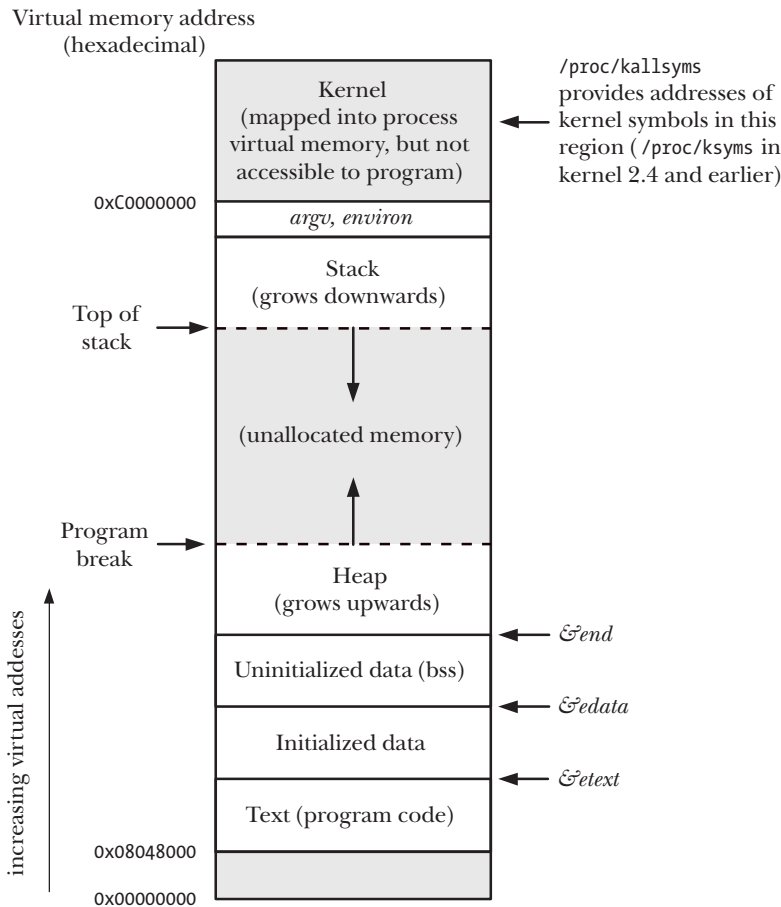 Virtual memory address
(hexadecimal)
/proc/kallsyms
provides addresses of
kernel symbols in this
region ( /proc/ksyms in
kernel 2.4 and earlier)
Kernel
(mapped into process
virtual memory, but not
accessible to program)
0xC0000000
argv, environ
Stack
(grows downwards)
Top of
stack
(unallocated memory)
Program
break
Heap
(grows upwards)
&end
Uninitialized data (bss)
&edata
Initialized data
&etext
Text (program code)
increasing virtual addesses
0x08048000
0x00000000